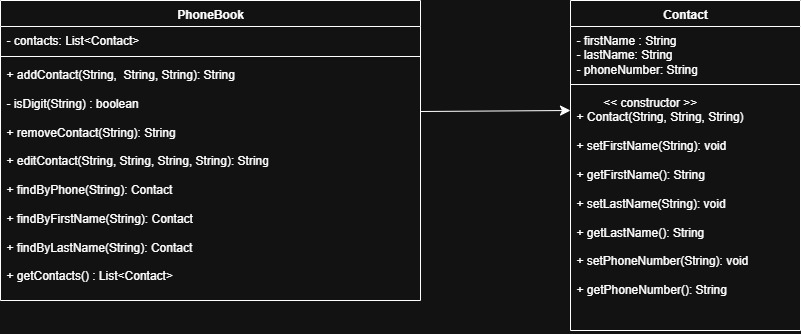 PhoneBook
- contacts: List<Contact>
+ addContact(String, String, String): String
- isDigit(String) : boolean
+ removeContact(String): String
+ editContact(String, String, String, String): String
+ findByPhone(String): Contact
+ findByFirstName(String): Contact
+ findByLastName(String): Contact
+ getContacts() : List<Contact>
Contact
- firstName : String
- lastName: String
- phoneNumber: String
<< constructor >>
+ Contact(String, String, String)
+ setFirstName(String): void
+ getFirstName(): String
+ setLastName(String): void
+ getLastName(): String
+ setPhoneNumber(String): void
+ getPhoneNumber(): String